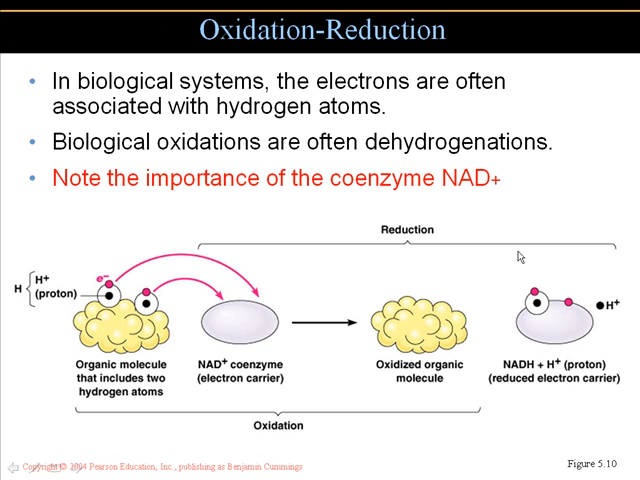 Oxidation-Reduction
• In biological systems, the electrons are often
associated with hydrogen atoms.
• Biological oxidations are often dehydrogenations.
• Note the importance of the coenzyme NAD+
Reduction
H
H⁺
(proton)
e⁻
H⁺
Organic molecule
that includes two
hydrogen atoms
NAD⁺ coenzyme
(electron carrier)
Oxidized organic
molecule
NADH + H⁺ (proton)
(reduced electron carrier)
Oxidation
Copyright © 2004 Pearson Education, Inc., publishing as Benjamin Cummings
Figure 5.10